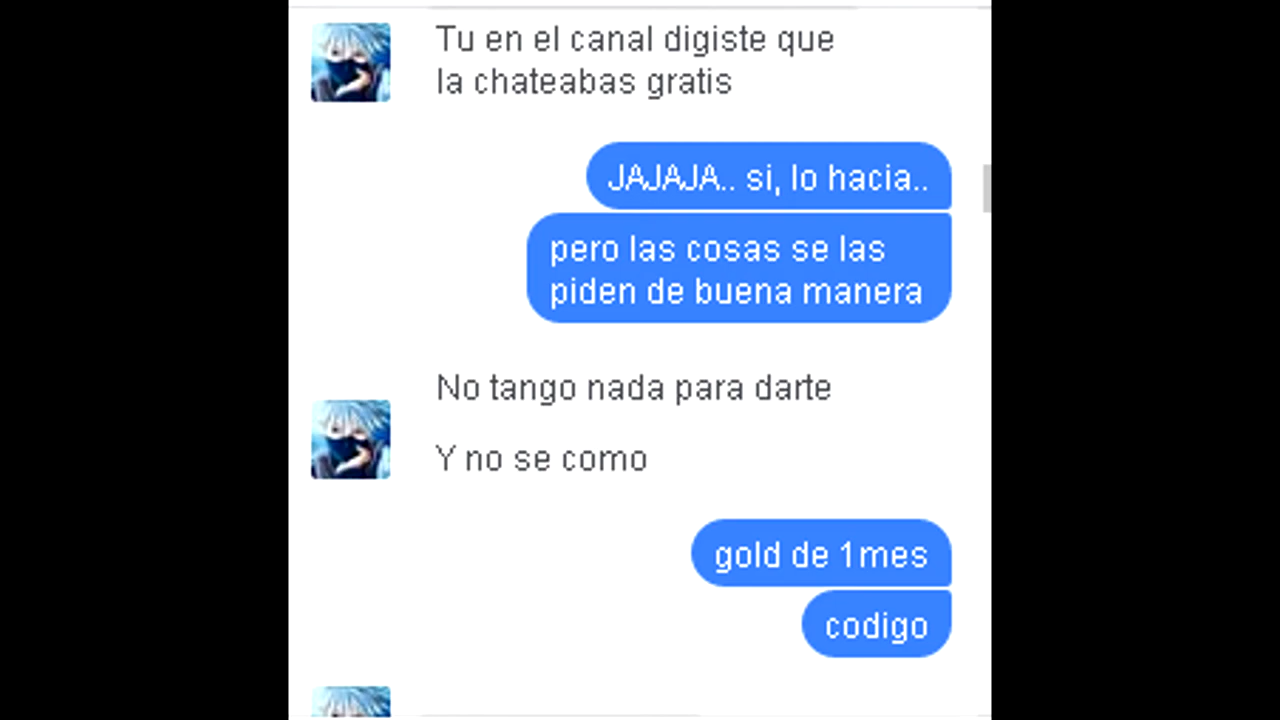 Tu en el canal digiste que
la chateabas gratis
JAJAJA.. si, lo hacia..
pero las cosas se las
piden de buena manera
No tango nada para darte
Y no se como
gold de 1mes
codigo